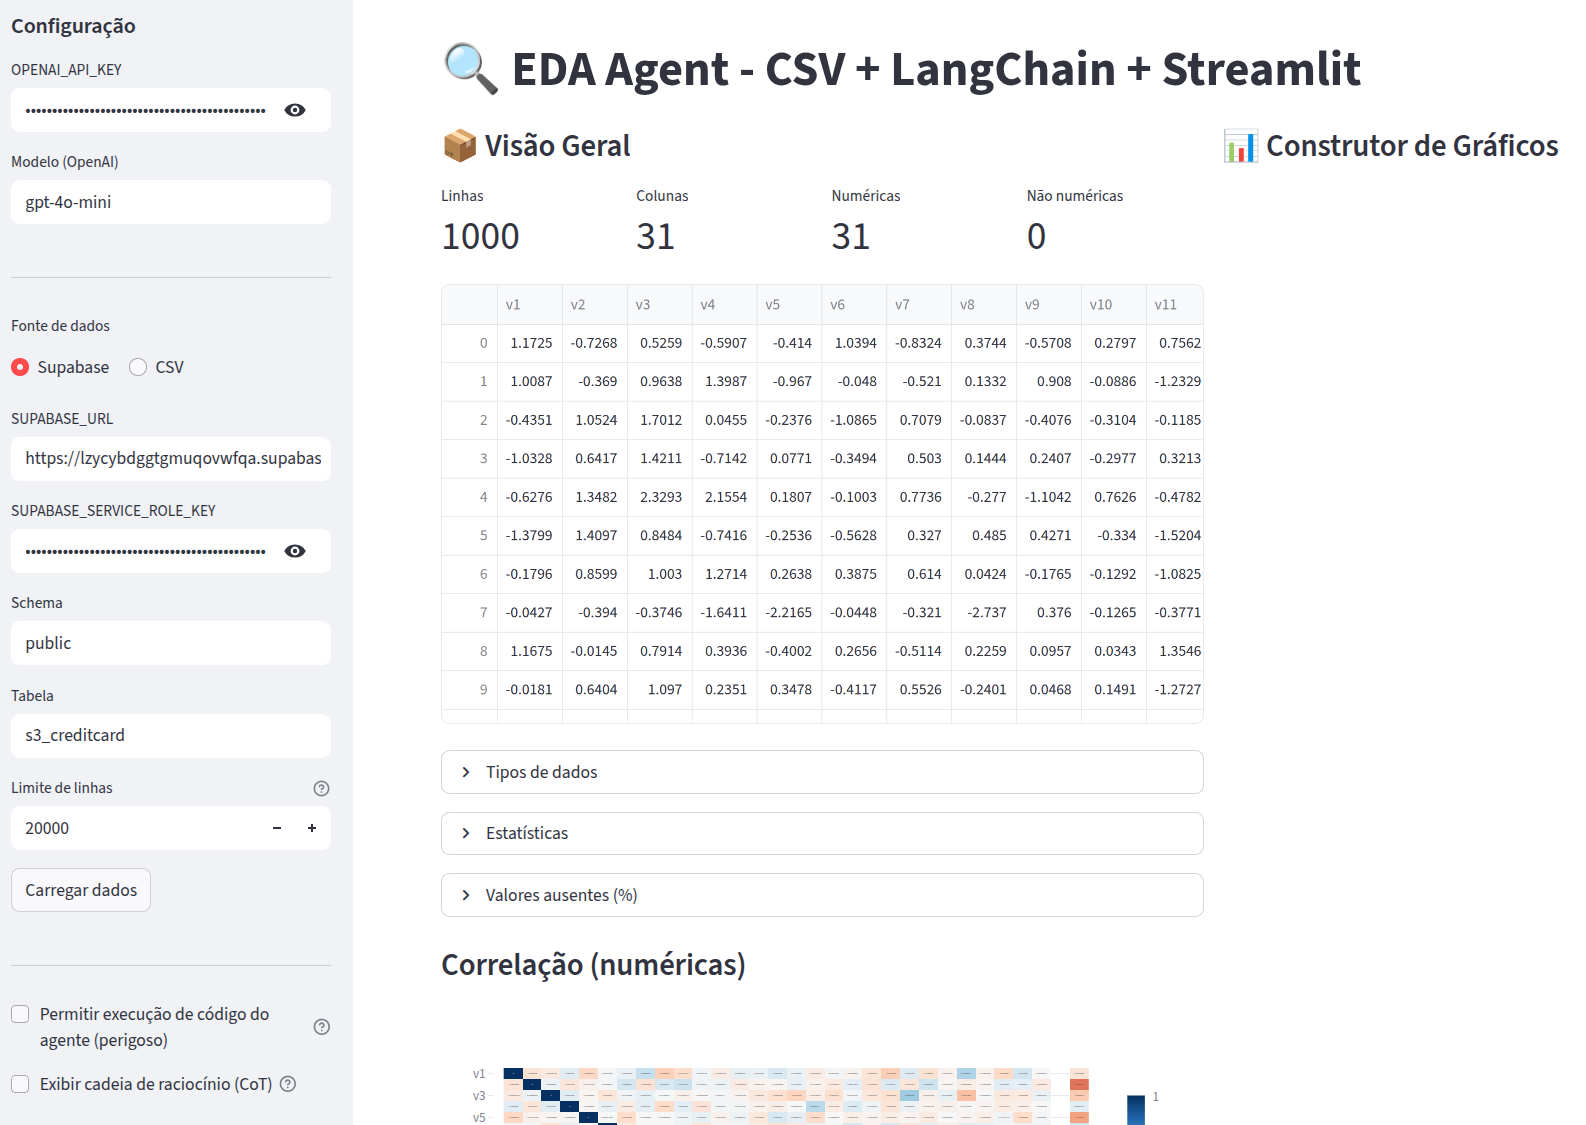 Configuração
OPENAI_API_KEY
Modelo (OpenAI)
gpt-4o-mini
Fonte de dados
Supabase
CSV
SUPABASE_URL
https://lzycybdggtgmuqovwfqa.supabas
SUPABASE_SERVICE_ROLE_KEY
Schema
public
Tabela
s3_creditcard
Limite de linhas
20000
Carregar dados
Permitir execução de código do
agente (perigoso)
Exibir cadeia de raciocínio (CoT)
EDA Agent - CSV + LangChain + Streamlit
Visão Geral
Linhas Colunas Numéricas Não numéricas
1000 31 31 0
v1 v2 v3 v4 v5 v6 v7 v8 v9 v10 v11
0 1.1725 -0.7268 0.5259 -0.5907 -0.414 1.0394 -0.8324 0.3744 -0.5708 0.2797 0.7562
1 1.0087 -0.369 0.9638 1.3987 -0.967 -0.048 -0.521 0.1332 0.908 -0.0886 -1.2329
2 -0.4351 1.0524 1.7012 0.0455 -0.2376 -1.0865 0.7079 -0.0837 -0.4076 -0.3104 -0.1185
3 -1.0328 0.6417 1.4211 -0.7142 0.0771 -0.3494 0.503 0.1444 0.2407 -0.2977 0.3213
4 -0.6276 1.3482 2.3293 2.1554 0.1807 -0.1003 0.7736 -0.277 -1.1042 0.7626 -0.4782
5 -1.3799 1.4097 0.8484 -0.7416 -0.2536 -0.5628 0.327 0.485 0.4271 -0.334 -1.5204
6 -0.1796 0.8599 1.003 1.2714 0.2638 0.3875 0.614 0.0424 -0.1765 -0.1292 -1.0825
7 -0.0427 -0.394 -0.3746 -1.6411 -2.2165 -0.0448 -0.321 -2.737 0.376 -0.1265 -0.3771
8 1.1675 -0.0145 0.7914 0.3936 -0.4002 0.2656 -0.5114 0.2259 0.0957 0.0343 1.3546
9 -0.0181 0.6404 1.097 0.2351 0.3478 -0.4117 0.5526 -0.2401 0.0468 0.1491 -1.2727
Tipos de dados
Estatísticas
Valores ausentes (%)
Correlação (numéricas)
v1
v3
v5
1
Construtor de Gráficos